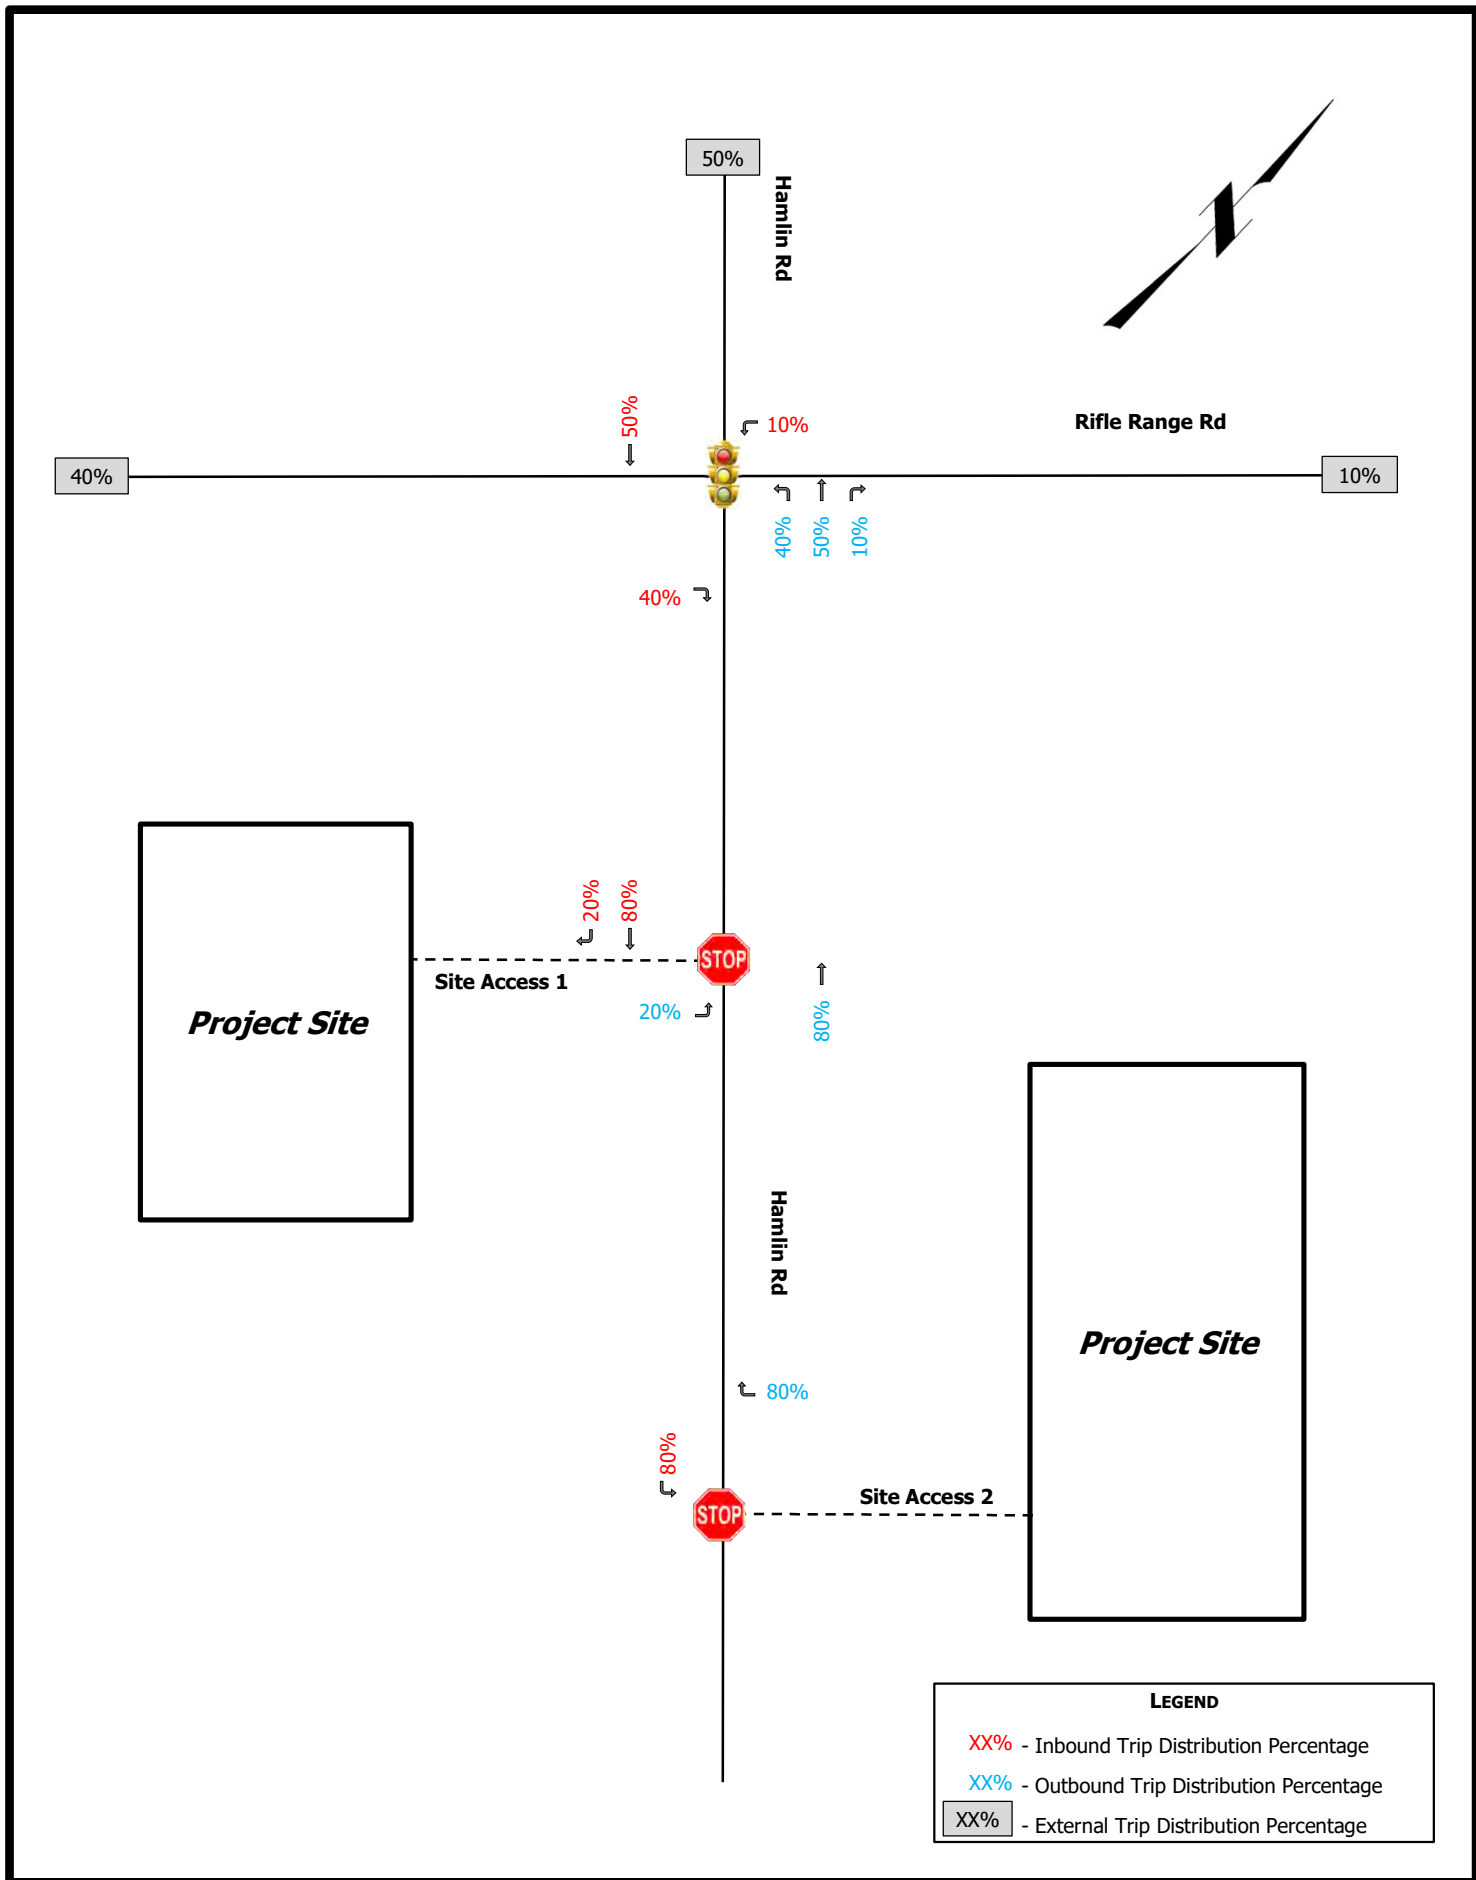 50%
Hamlin Rd
50%
10%
Rifle Range Rd
40%
10%
40%
50%
10%
40%
20%
80%
STOP
Site Access 1
20%
80%
Project Site
Hamlin Rd
Project Site
80%
80%
Site Access 2
STOP
LEGEND
XX% - Inbound Trip Distribution Percentage
XX% - Outbound Trip Distribution Percentage
XX% - External Trip Distribution Percentage